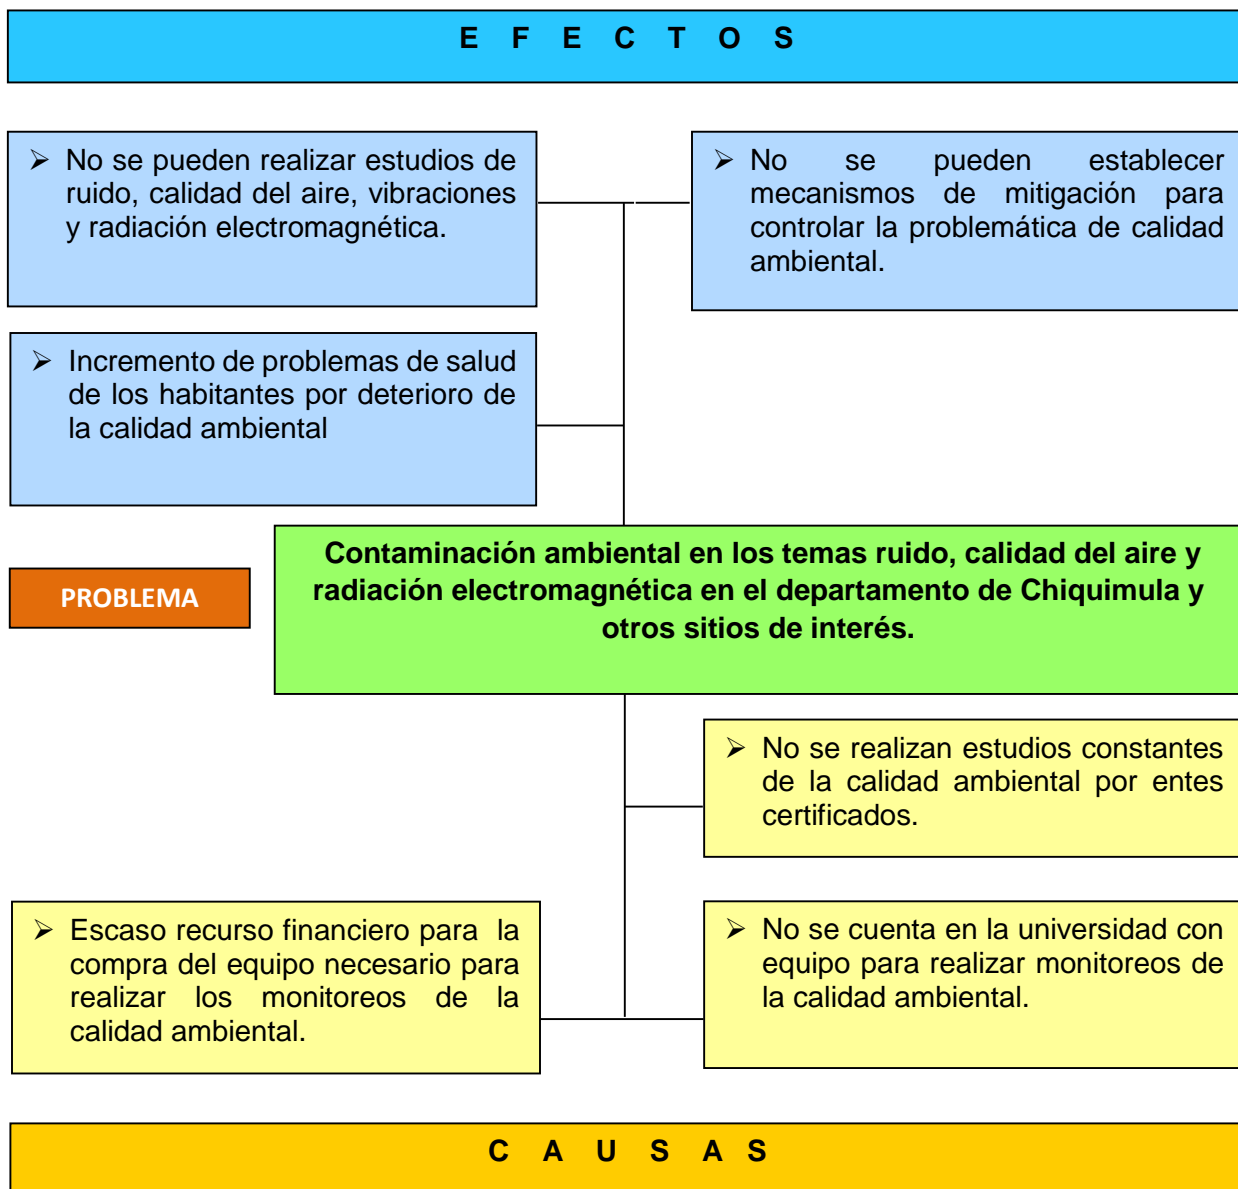 E F E C T O S
➢ No se pueden realizar estudios de
ruido, calidad del aire, vibraciones
y radiación electromagnética.
➢ No se pueden establecer
mecanismos de mitigación para
controlar la problemática de calidad
ambiental.
➢ Incremento de problemas de salud
de los habitantes por deterioro de
la calidad ambiental
PROBLEMA
Contaminación ambiental en los temas ruido, calidad del aire y
radiación electromagnética en el departamento de Chiquimula y
otros sitios de interés.
➢ No se realizan estudios constantes
de la calidad ambiental por entes
certificados.
➢ Escaso recurso financiero para la
compra del equipo necesario para
realizar los monitoreos de la
calidad ambiental.
➢ No se cuenta en la universidad con
equipo para realizar monitoreos de
la calidad ambiental.
C A U S A S